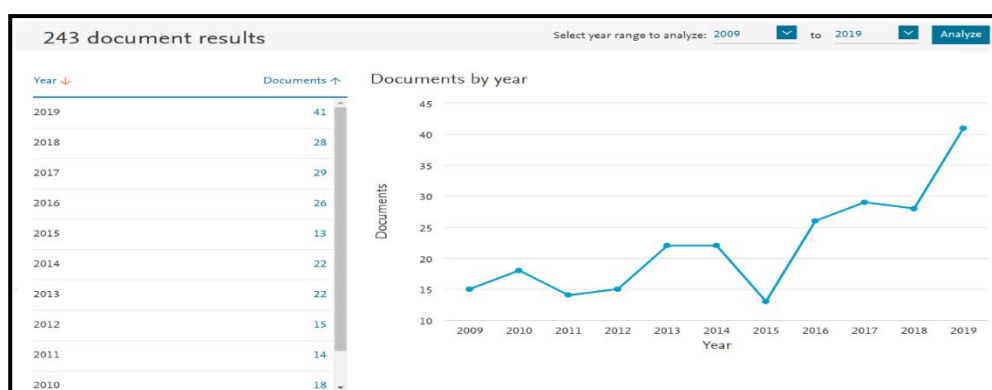 243 document results
Select year range to analyze: 2009 to 2019 Analyze
Year Documents
2019 41
2018 28
2017 29
2016 26
2015 13
2014 22
2013 22
2012 15
2011 14
2010 18
Documents by year
Documents
45
40
35
30
25
20
15
10
2009 2010 2011 2012 2013 2014 2015 2016 2017 2018 2019
Year